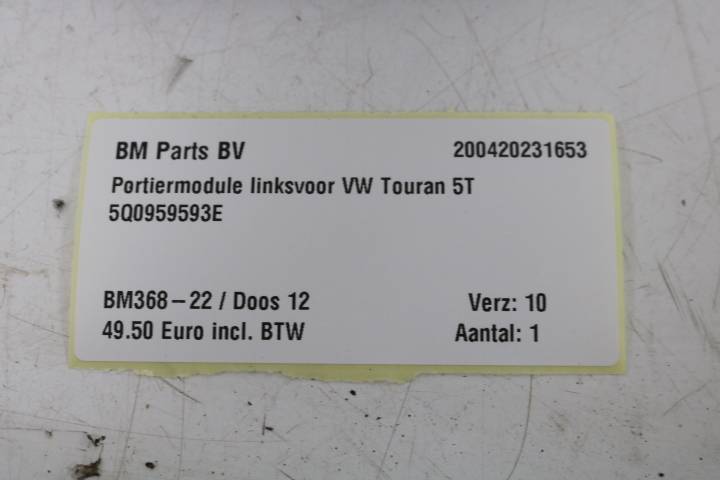 BM Parts BV 200420231653
Portiermodule linksvoor VW Touran 5T
5Q0959593E
BM368-22 / Doos 12 Verz: 10
49.50 Euro incl. BTW Aantal: 1